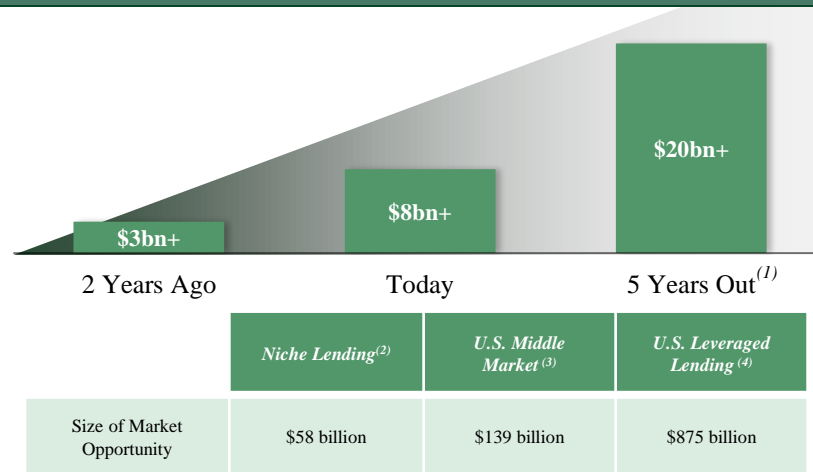 $20bn+
$8bn+
$3bn+
2 Years Ago
Today
5 Years Out(1)
Niche Lending(2)
U.S. Middle
Market (3)
U.S. Leveraged
Lending (4)
Size of Market
Opportunity
$58 billion
$139 billion
$875 billion